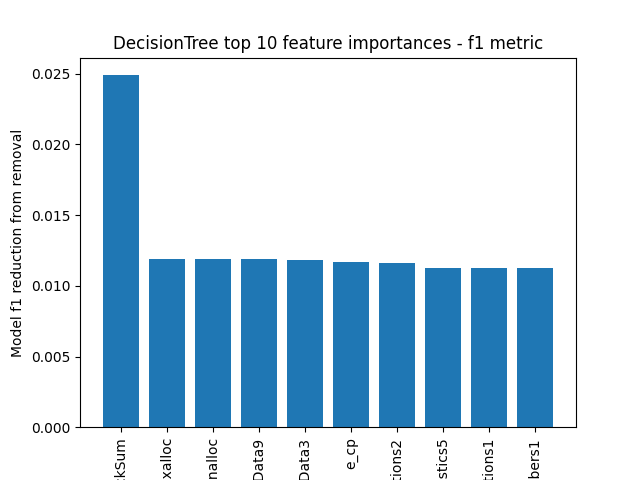 DecisionTree top 10 feature importances - f1 metric
Model f1 reduction from removal
0.025
0.020
0.015
0.010
0.005
0.000
kSum
xalloc
nalloc
Data9
Data3
e_cp
tions2
stics5
tions1
bers1